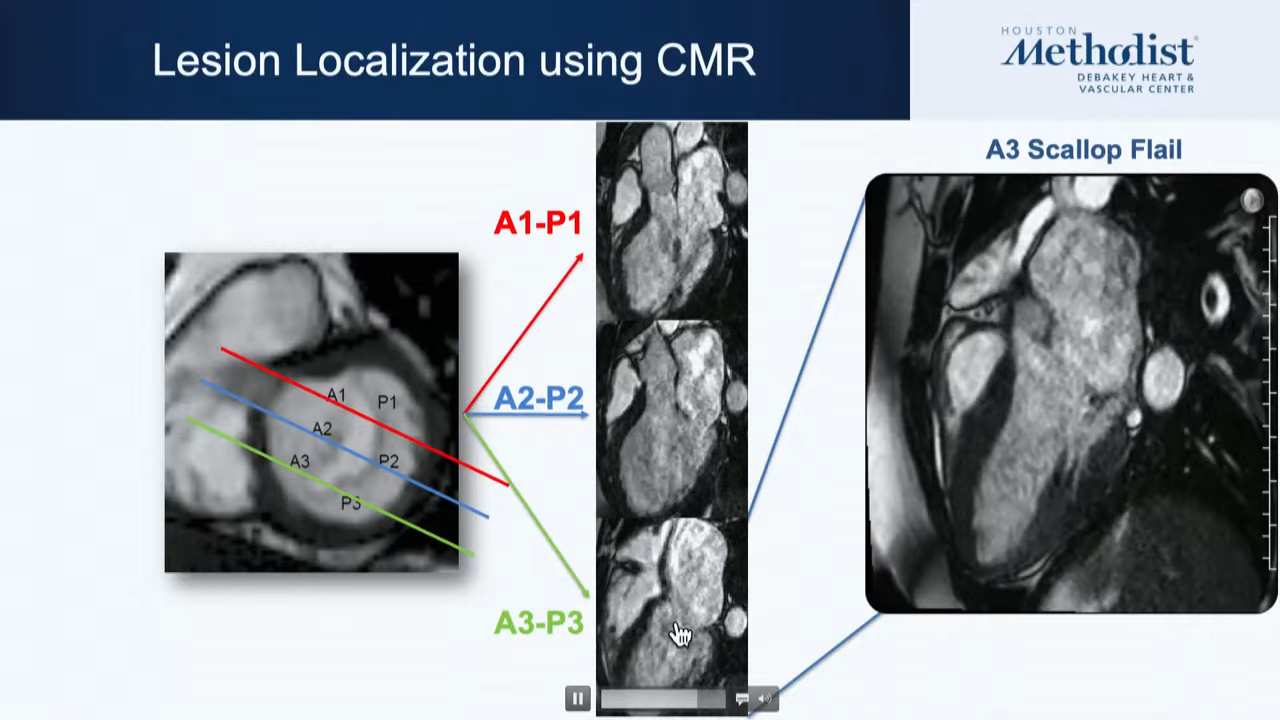 Lesion Localization using CMR
HOUSTON
Methodist
DEBAKEY HEART &
VASCULAR CENTER
A3 Scallop Flail
A1-P1
A1
P1
A2-P2
A2
A3
P2
P3
A3-P3